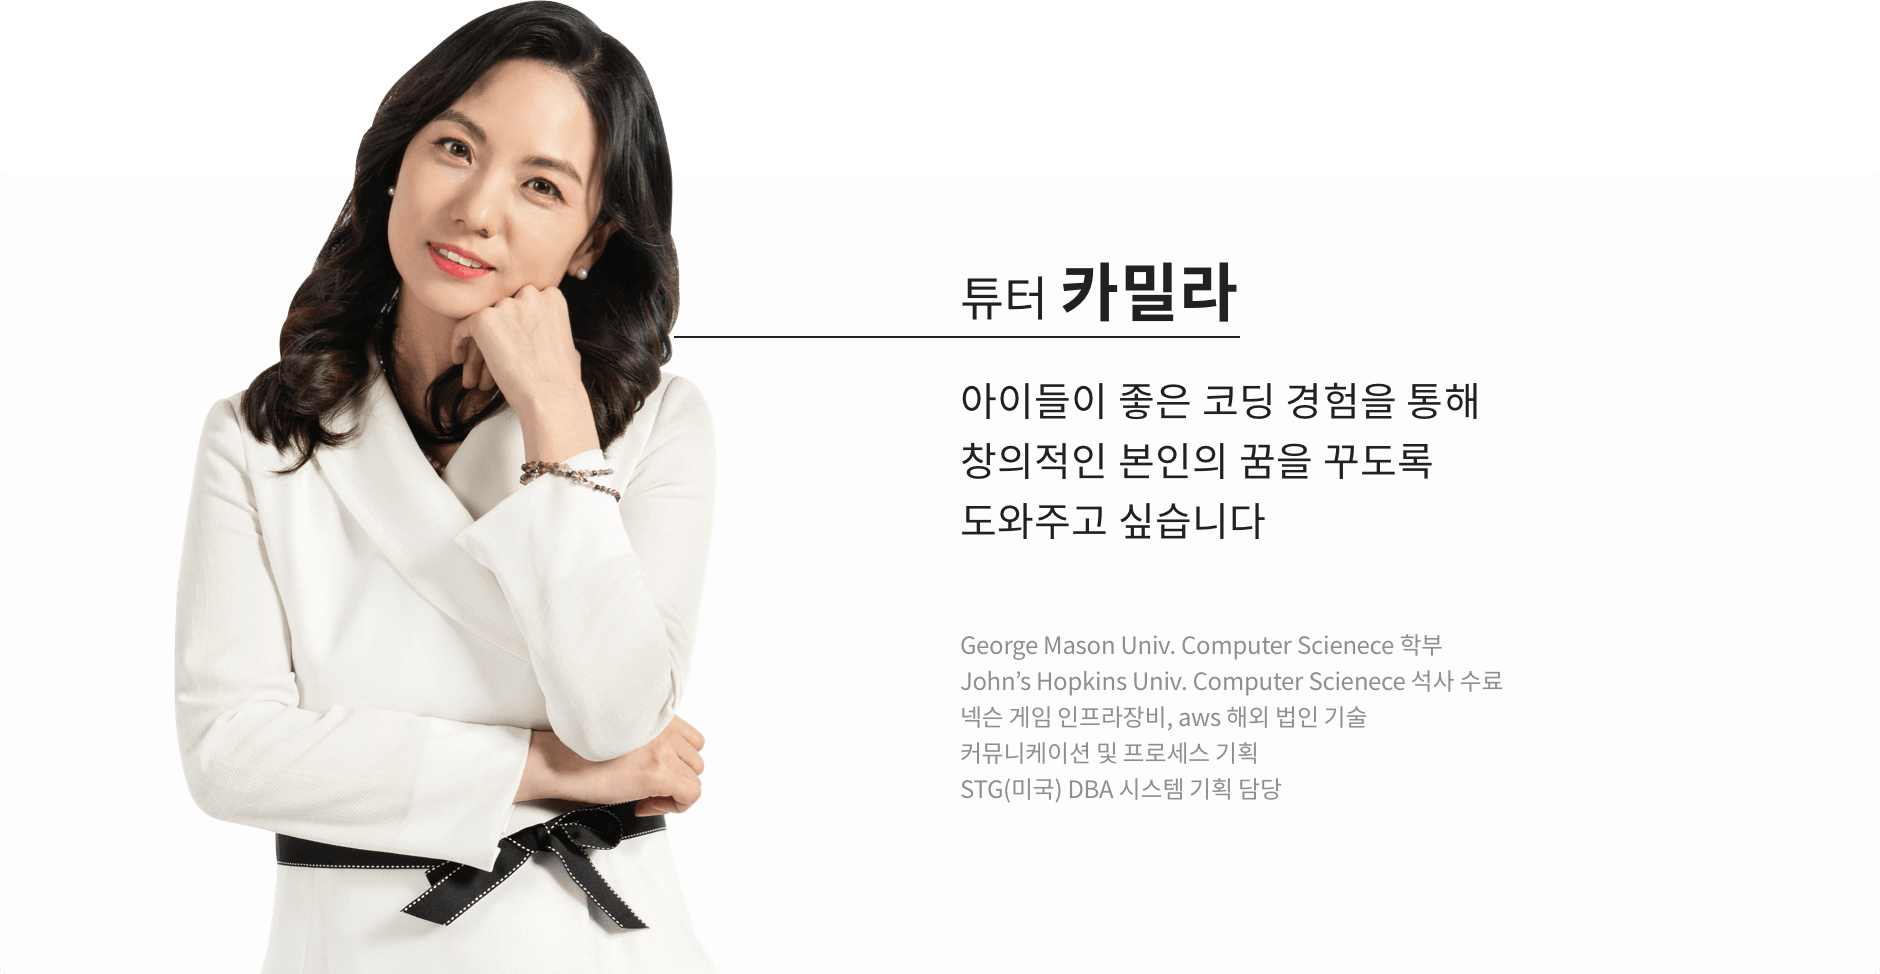 튜터 카밀라
아이들이 좋은 코딩 경험을 통해
창의적인 본인의 꿈을 꾸도록
도와주고 싶습니다
George Mason Univ. Computer Scienece 학부
John’s Hopkins Univ. Computer Scienece 석사 수료
넥슨 게임 인프라장비, aws 해외 법인 기술
커뮤니케이션 및 프로세스 기획
STG(미국) DBA 시스템 기획 담당